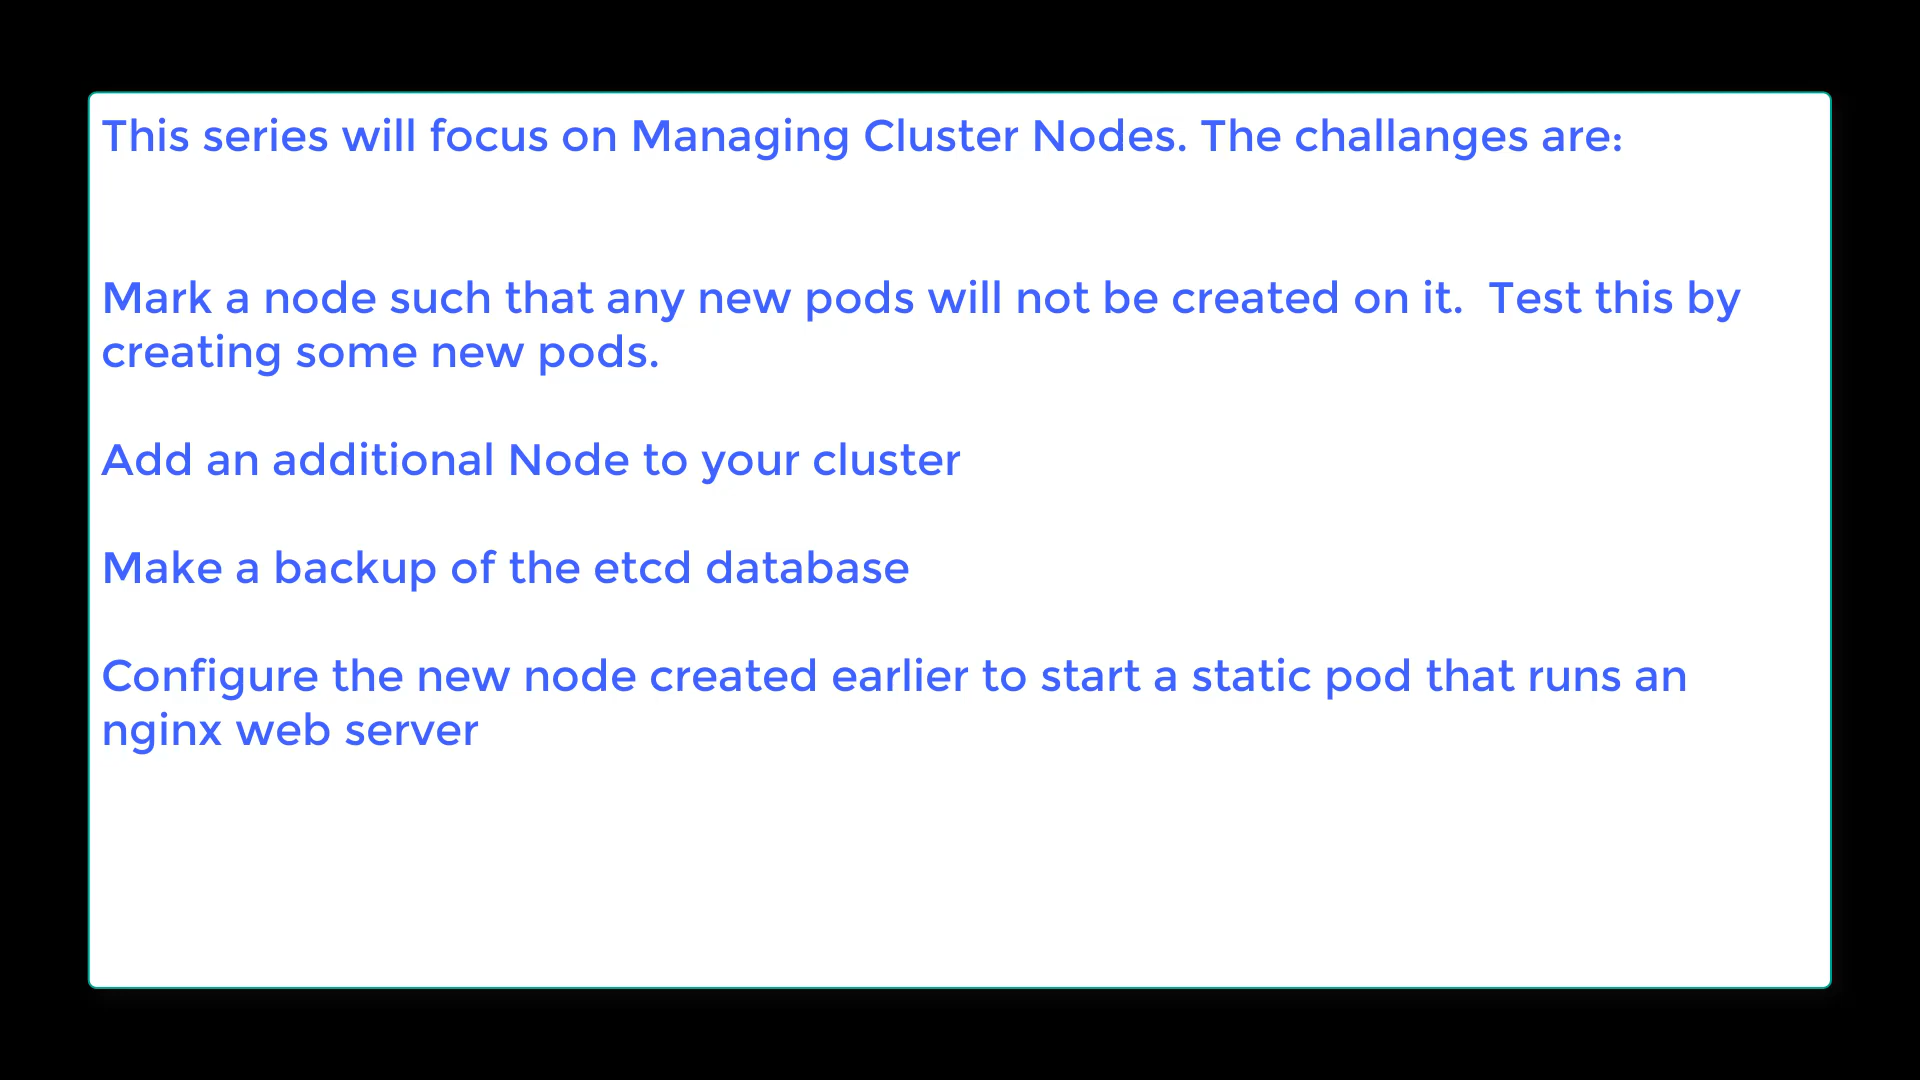 This series will focus on Managing Cluster Nodes. The challanges are:
Mark a node such that any new pods will not be created on it.  Test this by
creating some new pods.
Add an additional Node to your cluster
Make a backup of the etcd database
Configure the new node created earlier to start a static pod that runs an
nginx web server